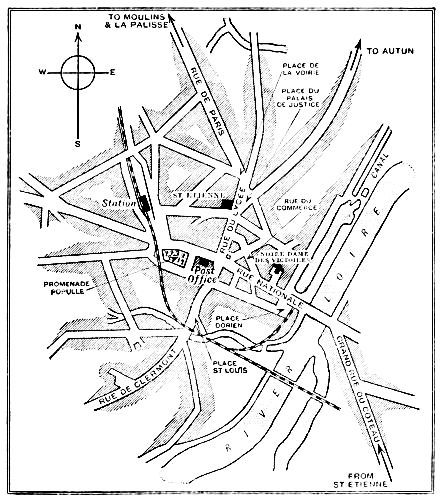 TO MOULINS
& LA PALISSE
N
W
E
S
TO AUTUN
RUE DE PARIS
PLACE DE
LA VOIRIE
PLACE DU
PALAIS
DE JUSTICE
CANAL
Station
ST ETIENNE
RUE DU LYCEE
RUE DU
COMMERCE
NOTRE DAME
DES VICTOIRES
Post
Office
RUE NATIONALE
LOIRE
PROMENADE
POPULLE
PLACE
DORIEN
PLACE
ST LOUIS
RUE DE CLERMONT
GRAND RUE DU COTEAU
RIVER
FROM
ST ETIENNE